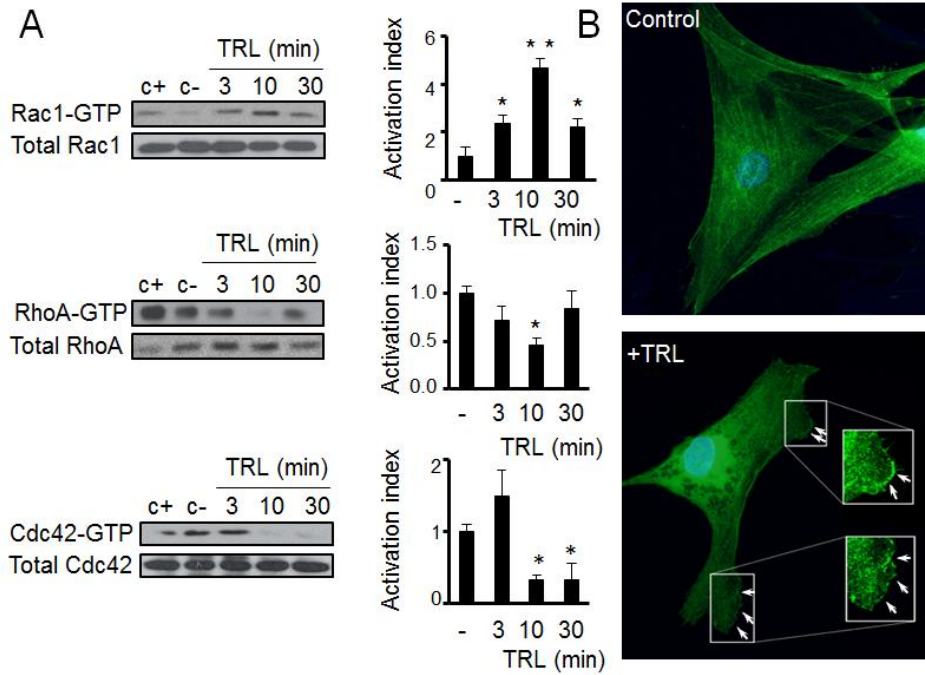 A
TRL (min)
c+ c- 3 10 30
Rac1-GTP
Total Rac1
Activation index
6
4
2
0
* * * *
- 3 10 30
TRL (min)
TRL (min)
c+ c- 3 10 30
RhoA-GTP
Total RhoA
Activation index
1.5
1.0
0.5
0.0
*
- 3 10 30
TRL (min)
TRL (min)
c+ c- 3 10 30
Cdc42-GTP
Total Cdc42
Activation index
2
1
0
* *
- 3 10 30
TRL (min)
B
Control
+TRL